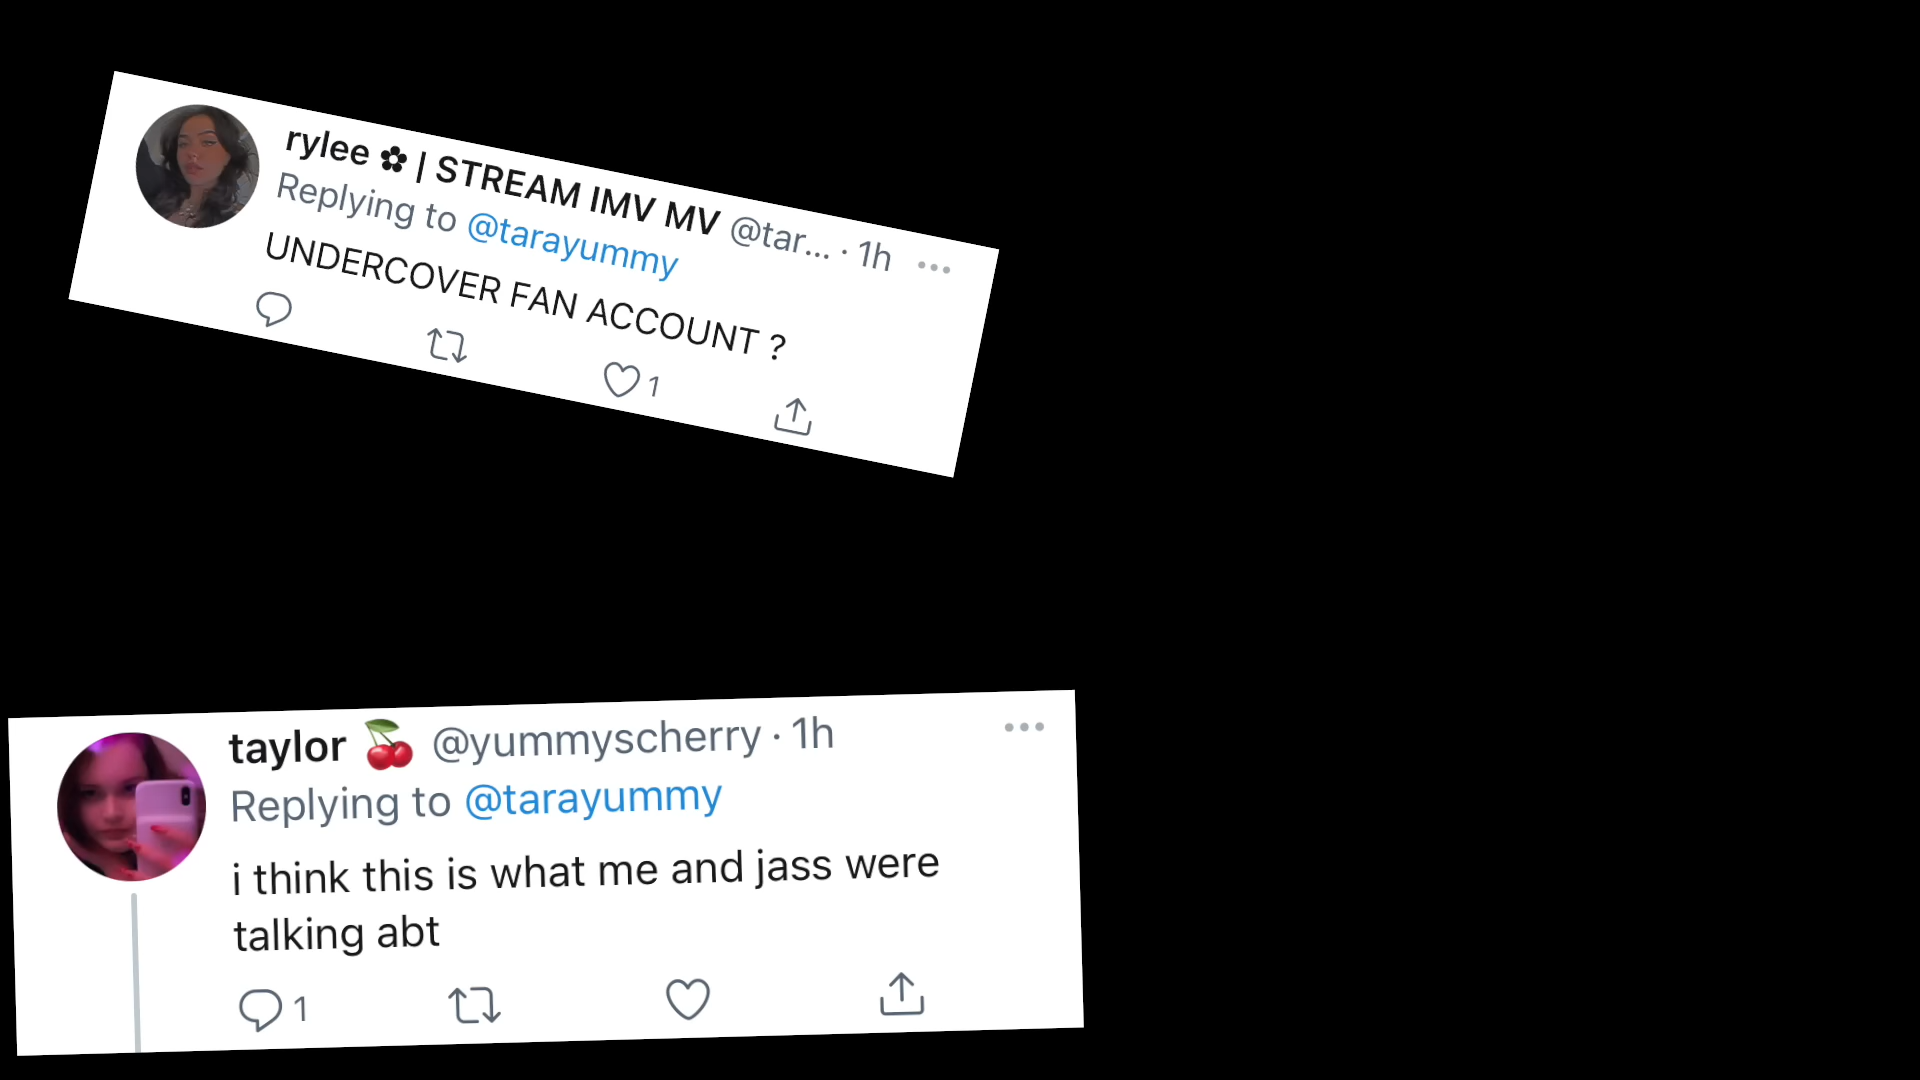 rylee ✿ | STREAM IMV MV @tar... · 1h
Replying to @tarayummy
UNDERCOVER FAN ACCOUNT ?
1
taylor 🍒 @yummyscherry · 1h
Replying to @tarayummy
i think this is what me and jass were
talking abt
1